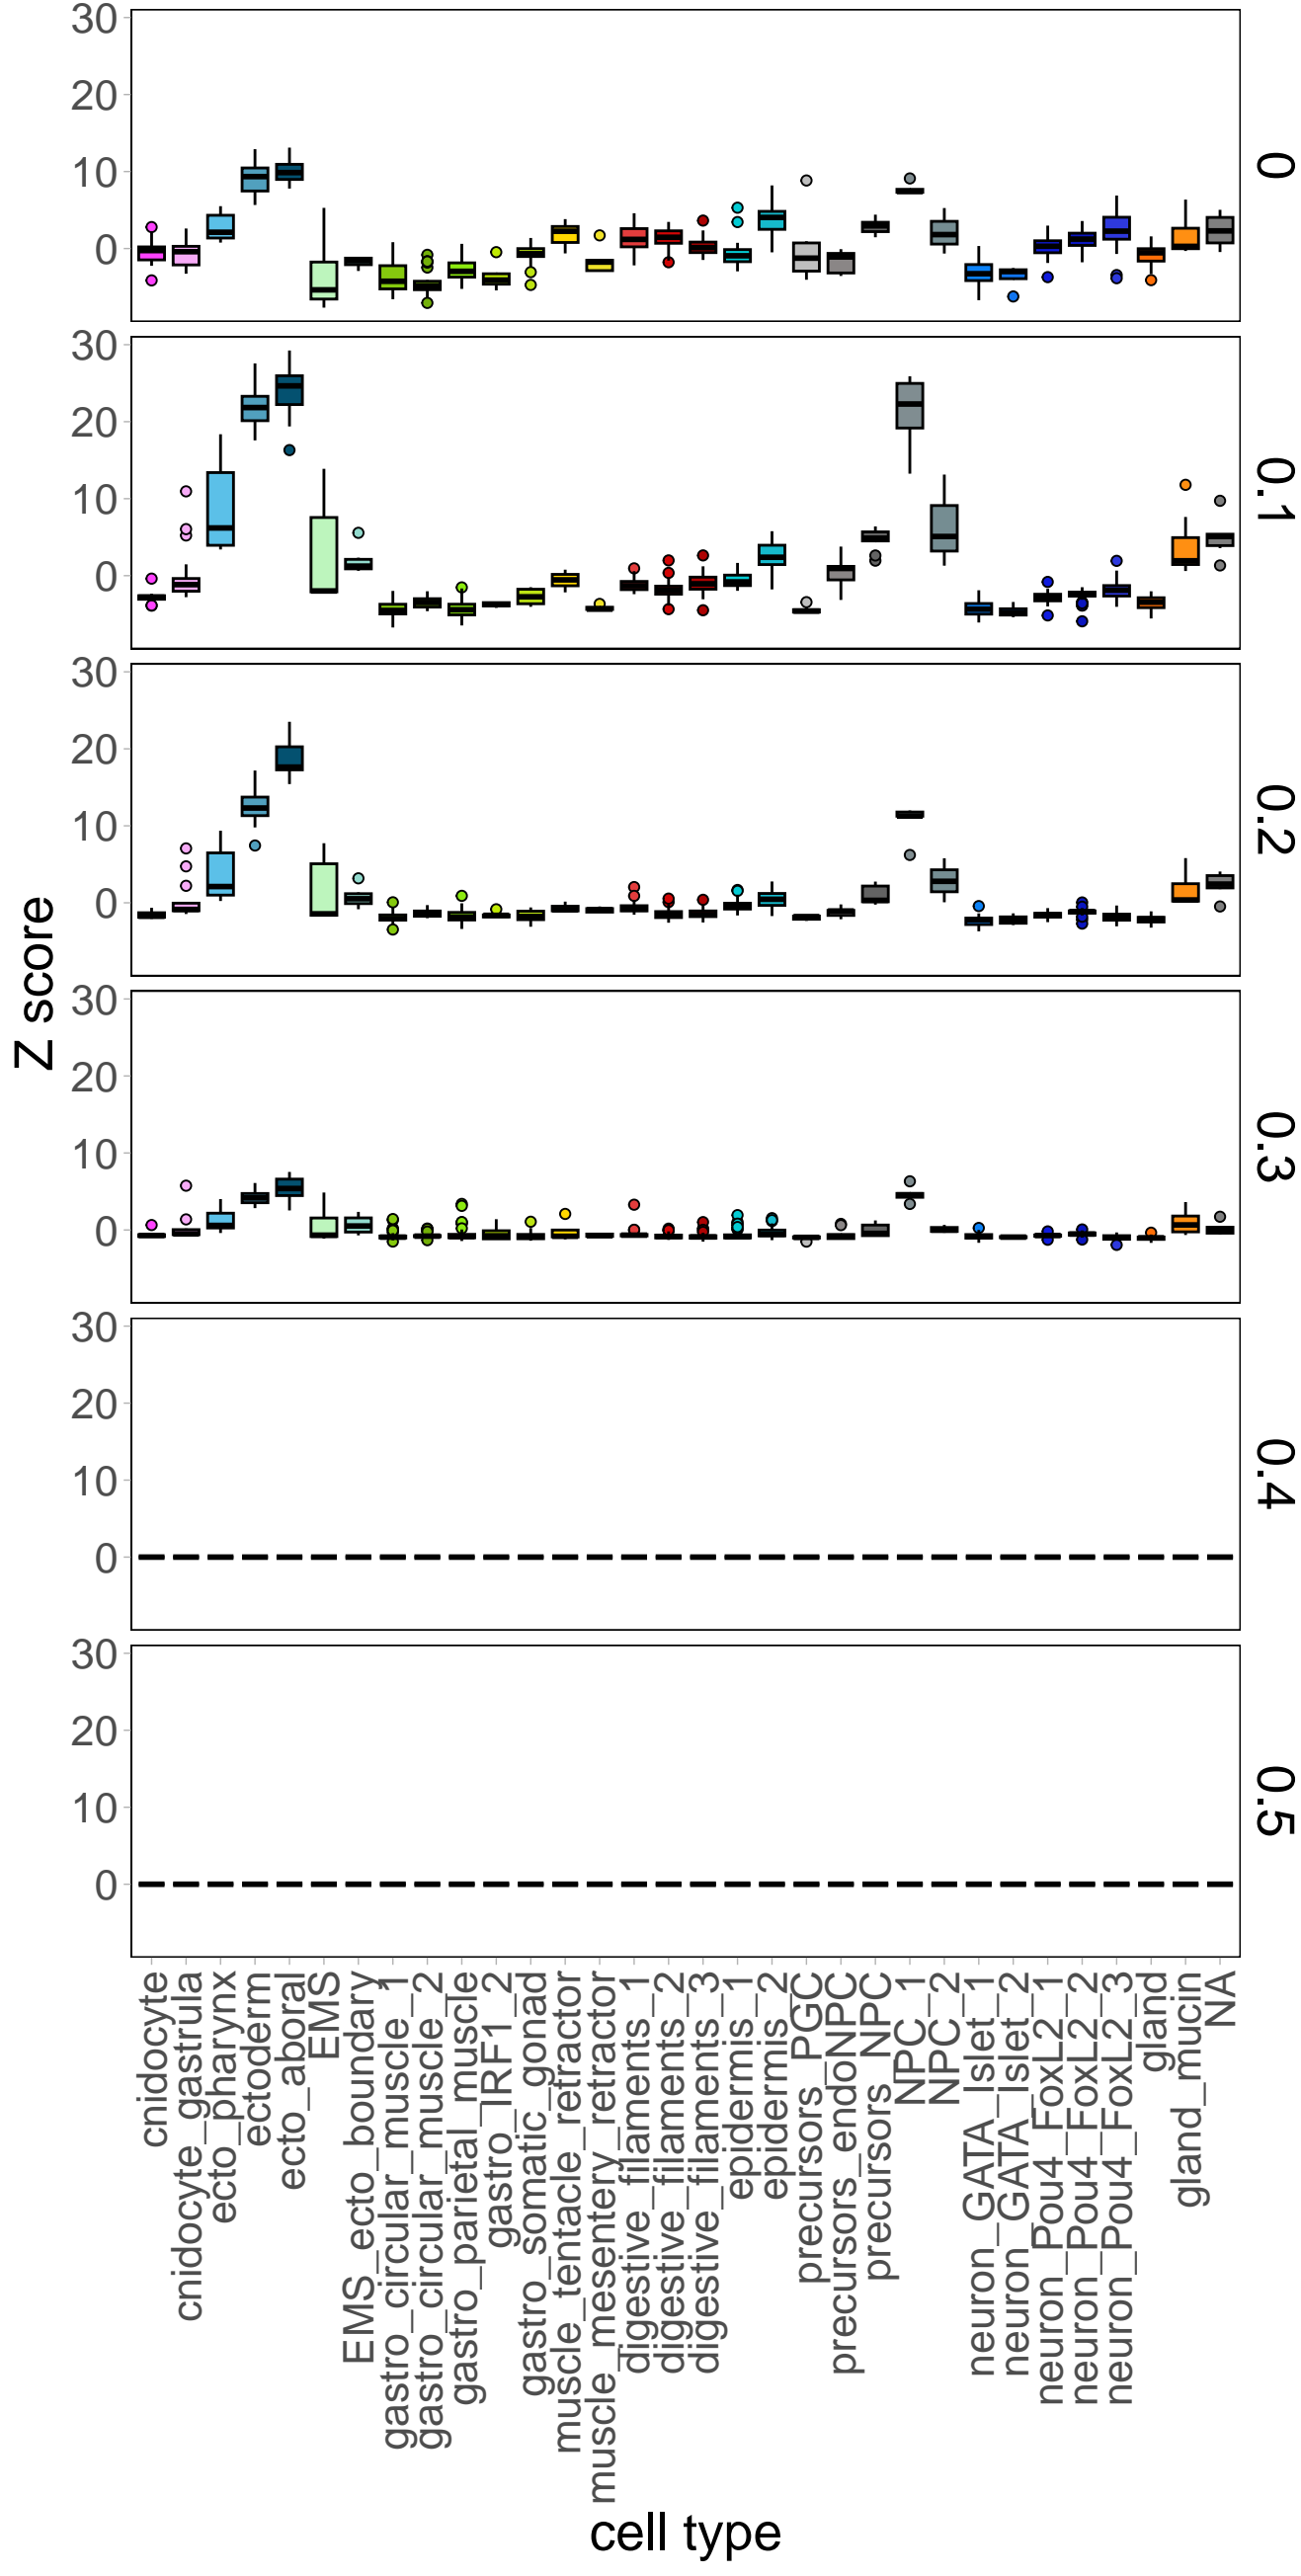 Z score
30
20
10
0
0
30
20
10
0
0.1
30
20
10
0
0.2
30
20
10
0
0.3
30
20
10
0
0.4
30
20
10
0
0.5
cnidocyte
cnidocyte_gastrula
ecto_pharynx
ectoderm
ecto_aboral
EMS
EMS_ecto_boundary
gastro_circular_muscle_1
gastro_circular_muscle_2
gastro_parietal_muscle
gastro_IRF1_2
gastro_somatic_gonad
muscle_tentacle_retractor
muscle_mesentery_retractor
digestive_filaments_1
digestive_filaments_2
digestive_filaments_3
epidermis_1
epidermis_2
precursors_PGC
precursors_endoNPC
precursors_NPC
NPC_1
NPC_2
neuron_GATA_Islet_1
neuron_GATA_Islet_2
neuron_Pou4_FoxL2_1
neuron_Pou4_FoxL2_2
neuron_Pou4_FoxL2_3
gland
gland_mucin
NA
cell type